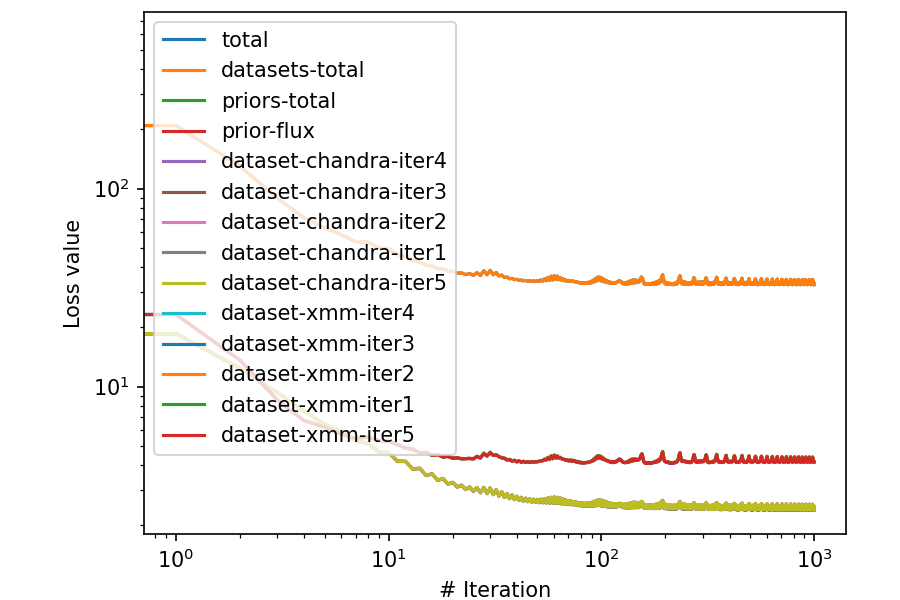 total
datasets-total
priors-total
prior-flux
dataset-chandra-iter4
dataset-chandra-iter3
dataset-chandra-iter2
dataset-chandra-iter1
dataset-chandra-iter5
dataset-xmm-iter4
dataset-xmm-iter3
dataset-xmm-iter2
dataset-xmm-iter1
dataset-xmm-iter5
Loss value
10²
10¹
10⁰ 10¹ 10² 10³
# Iteration